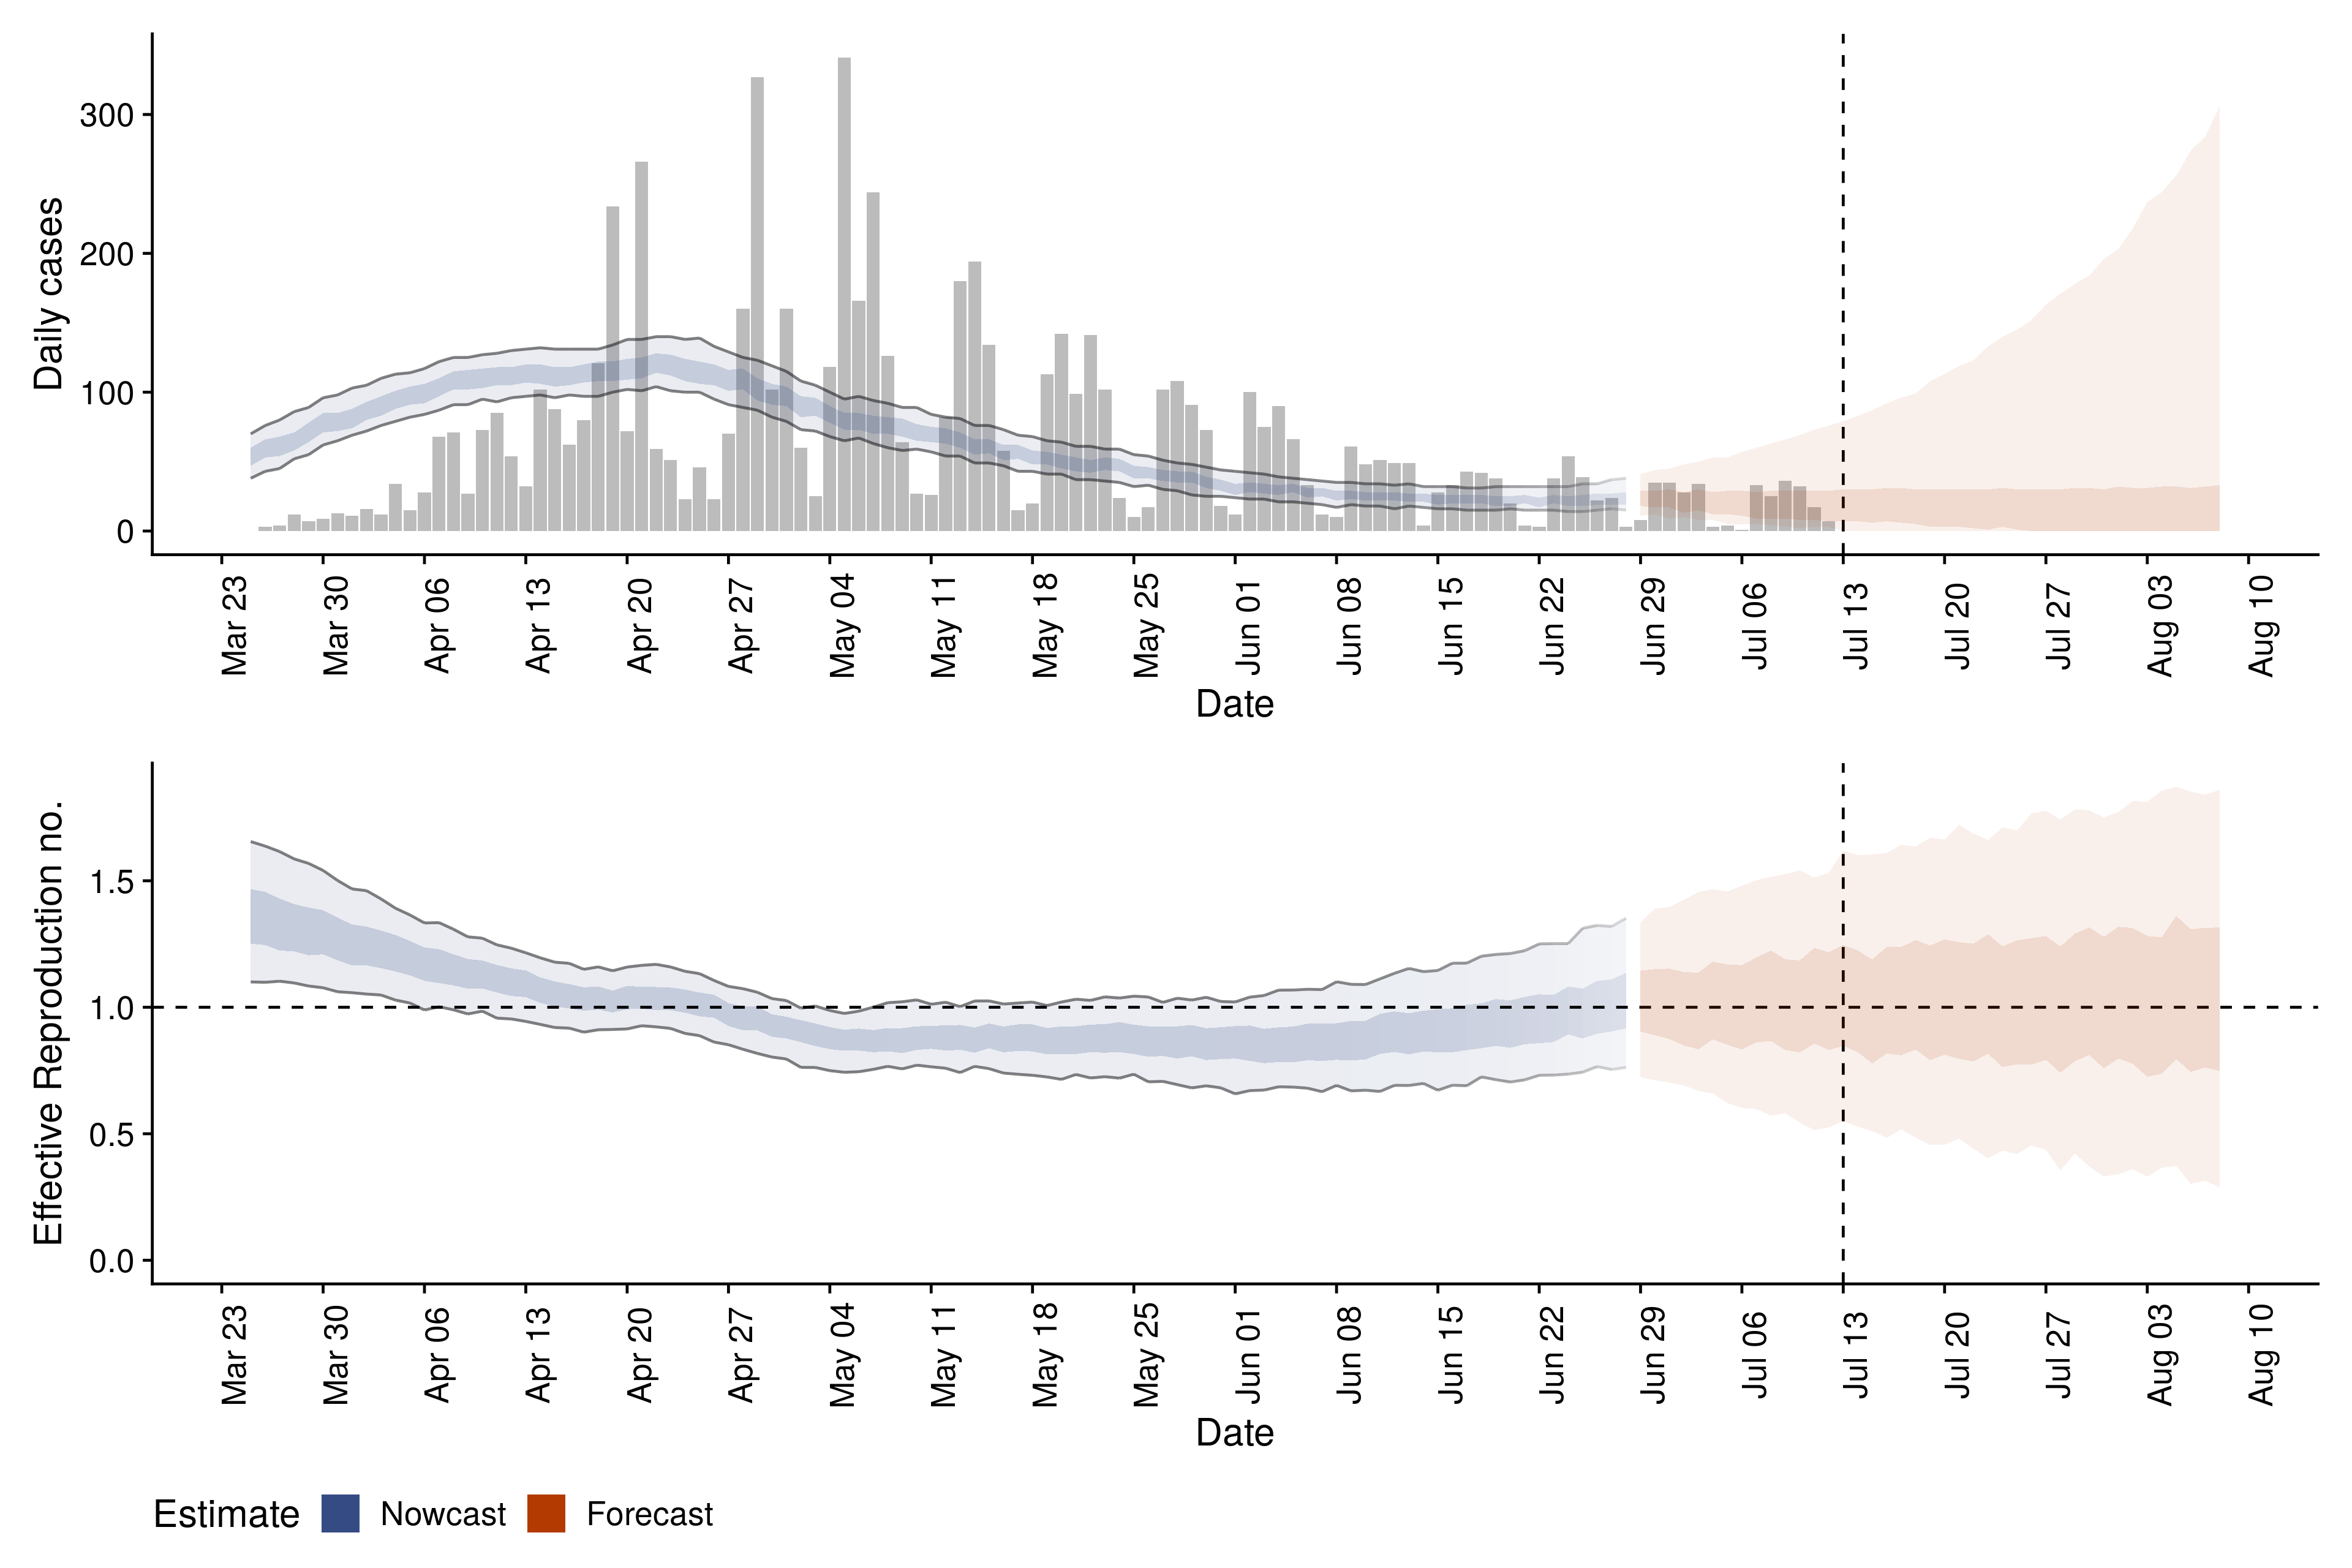 Daily cases
300
200
100
0
Mar 23
Mar 30
Apr 06
Apr 13
Apr 20
Apr 27
May 04
May 11
May 18
May 25
Jun 01
Jun 08
Jun 15
Jun 22
Jun 29
Jul 06
Jul 13
Jul 20
Jul 27
Aug 03
Aug 10
Date
Effective Reproduction no.
1.5
1.0
0.5
0.0
Mar 23
Mar 30
Apr 06
Apr 13
Apr 20
Apr 27
May 04
May 11
May 18
May 25
Jun 01
Jun 08
Jun 15
Jun 22
Jun 29
Jul 06
Jul 13
Jul 20
Jul 27
Aug 03
Aug 10
Date
Estimate Nowcast Forecast